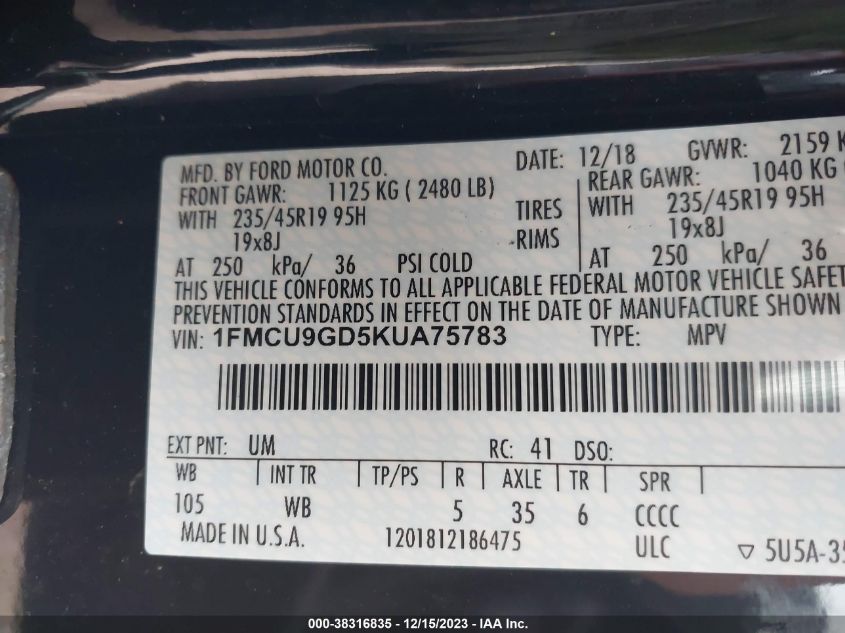 MFD. BY FORD MOTOR CO. DATE: 12/18 GVWR: 2159 K
FRONT GAWR: 1125 KG ( 2480 LB) REAR GAWR: 1040 KG
WITH 235/45R19 95H TIRES WITH 235/45R19 95H
19x8J RIMS 19x8J
AT 250 kPa/ 36 PSI COLD AT 250 kPa/ 36
THIS VEHICLE CONFORMS TO ALL APPLICABLE FEDERAL MOTOR VEHICLE SAFET
PREVENTION STANDARDS IN EFFECT ON THE DATE OF MANUFACTURE SHOWN
VIN: 1FMCU9GD5KUA75783 TYPE: MPV
EXT PNT: UM RC: 41 DSO:
WB INT TR TP/PS R AXLE TR SPR
105 WB 5 35 6 CCCC
MADE IN U.S.A. 1201812186475 ULC ▽ 5U5A-35
000-38316835 - 12/15/2023 - © IAA, Inc.